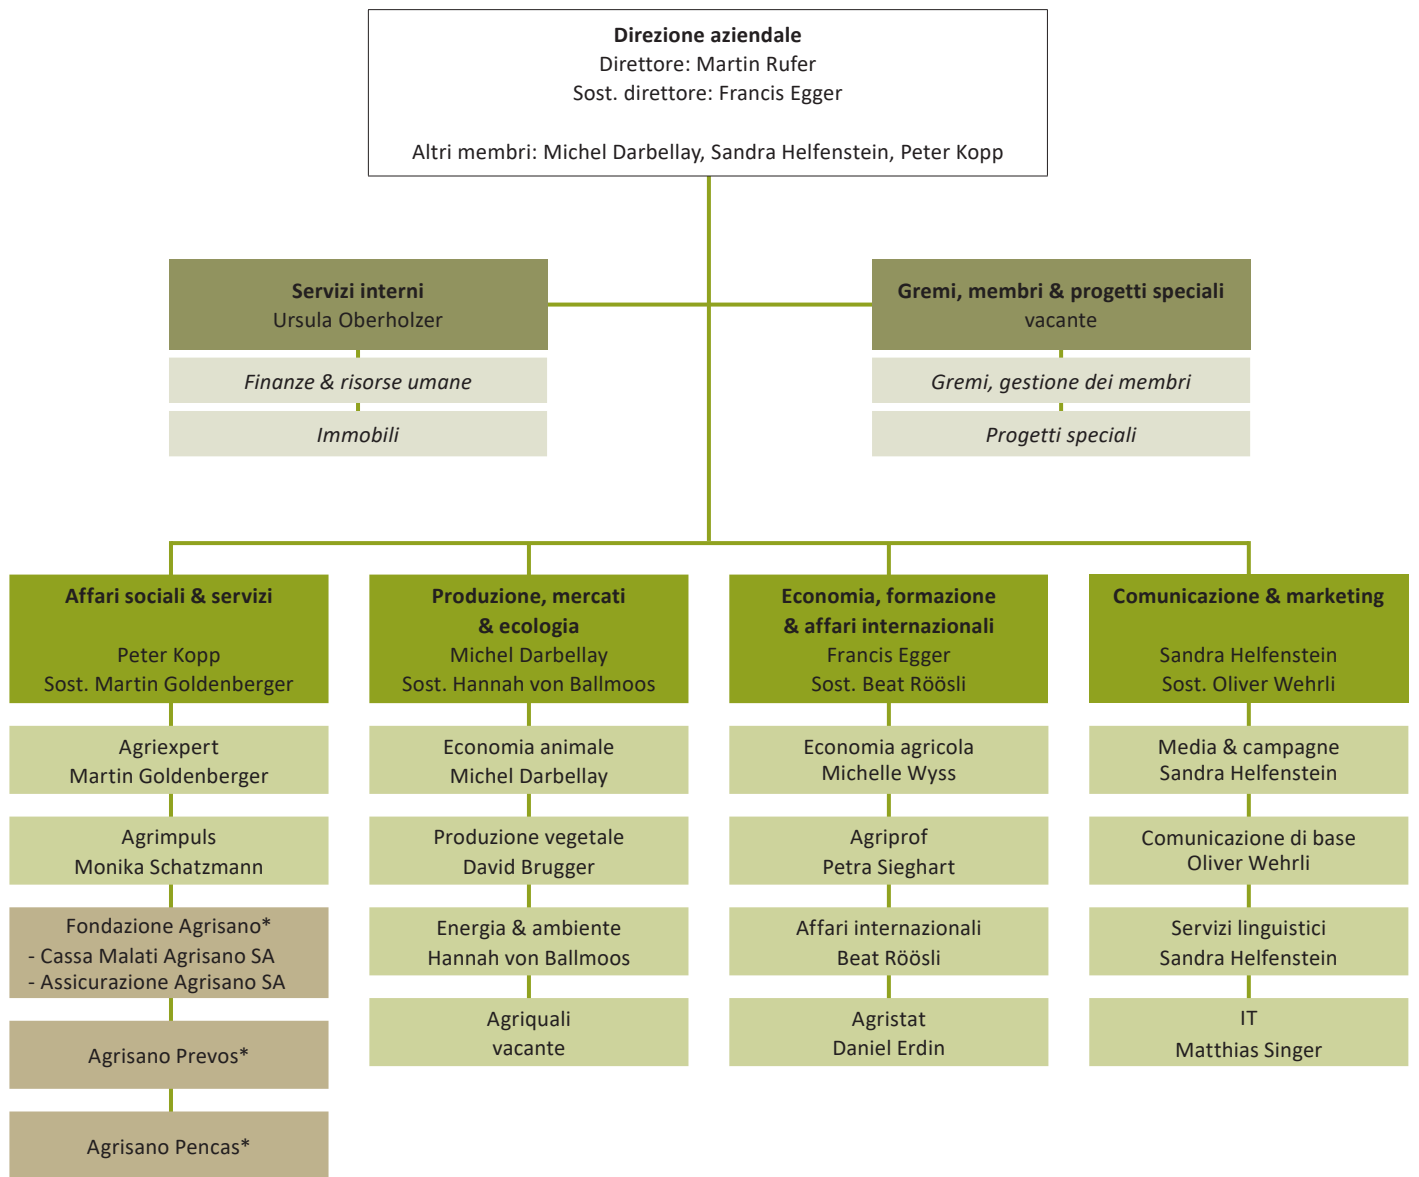 Direzione aziendale
Direttore: Martin Rufer
Sost. direttore: Francis Egger
Altri membri: Michel Darbellay, Sandra Helfenstein, Peter Kopp
Servizi interni
Ursula Oberholzer
Finanze & risorse umane
Immobili
Gremi, membri & progetti speciali
vacante
Gremi, gestione dei membri
Progetti speciali
Affari sociali & servizi
Peter Kopp
Sost. Martin Goldenberger
Agriexpert
Martin Goldenberger
Agrimpuls
Monika Schatzmann
Fondazione Agrisano*
- Cassa Malati Agrisano SA
- Assicurazione Agrisano SA
Agrisano Prevos*
Agrisano Pencas*
Produzione, mercati
& ecologia
Michel Darbellay
Sost. Hannah von Ballmoos
Economia animale
Michel Darbellay
Produzione vegetale
David Brugger
Energia & ambiente
Hannah von Ballmoos
Agriquali
vacante
Economia, formazione
& affari internazionali
Francis Egger
Sost. Beat Röösli
Economia agricola
Michelle Wyss
Agriprof
Petra Sieghart
Affari internazionali
Beat Röösli
Agristat
Daniel Erdin
Comunicazione & marketing
Sandra Helfenstein
Sost. Oliver Wehrli
Media & campagne
Sandra Helfenstein
Comunicazione di base
Oliver Wehrli
Servizi linguistici
Sandra Helfenstein
IT
Matthias Singer